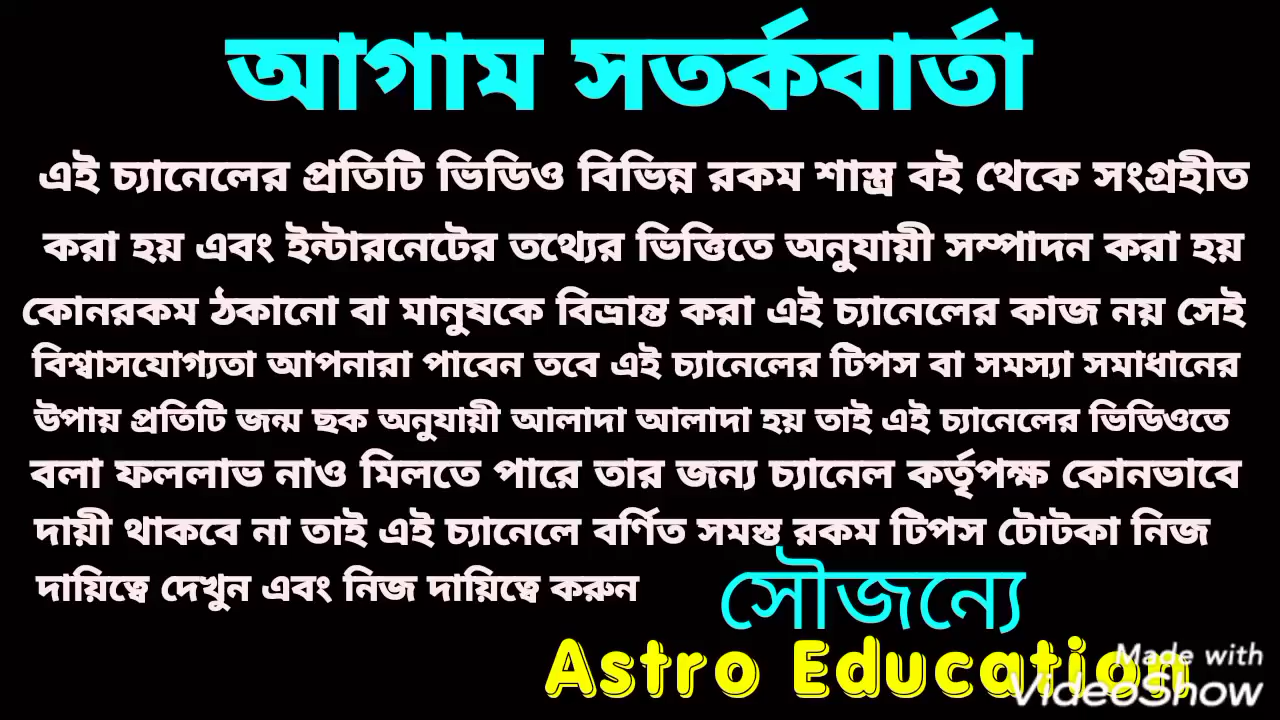 আগাম সতর্কবার্তা
এই চ্যানেলের প্রতিটি ভিডিও বিভিন্ন রকম শাস্ত্র বই থেকে সংগ্রহীত
করা হয় এবং ইন্টারনেটের তথ্যের ভিত্তিতে অনুযায়ী সম্পাদন করা হয়
কোনরকম ঠকানো বা মানুষকে বিভ্রান্ত করা এই চ্যানেলের কাজ নয় সেই
বিশ্বাসযোগ্যতা আপনারা পাবেন তবে এই চ্যানেলের টিপস বা সমস্যা সমাধানের
উপায় প্রতিটি জন্ম ছক অনুযায়ী আলাদা আলাদা হয় তাই এই চ্যানেলের ভিডিওতে
বলা ফললাভ নাও মিলতে পারে তার জন্য চ্যানেল কর্তৃপক্ষ কোনভাবে
দায়ী থাকবে না তাই এই চ্যানেলে বর্ণিত সমস্ত রকম টিপস টোটকা নিজ
দায়িত্বে দেখুন এবং নিজ দায়িত্বে করুন
সৌজন্যে
Astro Education
Made with
VideoShow